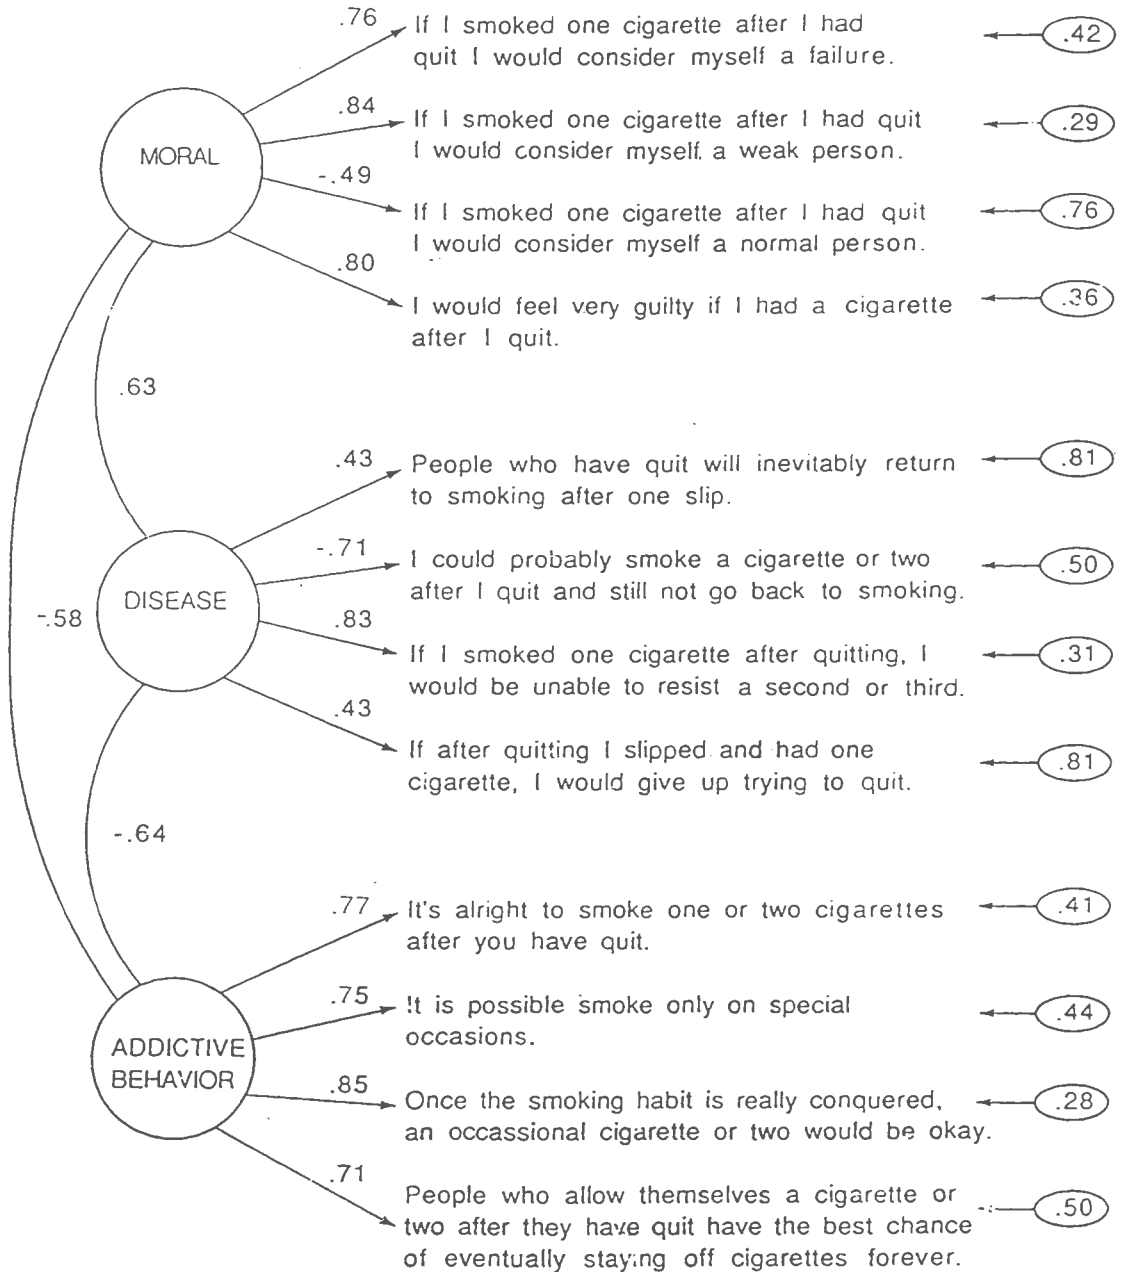 .76
If I smoked one cigarette after I had
quit I would consider myself a failure.
.42
MORAL
.84
If I smoked one cigarette after I had quit
I would consider myself a weak person.
.29
-.49
If I smoked one cigarette after I had quit
I would consider myself a normal person.
.76
.80
I would feel very guilty if I had a cigarette
after I quit.
.36
.63
.43
People who have quit will inevitably return
to smoking after one slip.
.81
-.58
DISEASE
-.71
I could probably smoke a cigarette or two
after I quit and still not go back to smoking.
.50
.83
If I smoked one cigarette after quitting, I
would be unable to resist a second or third.
.31
.43
If after quitting I slipped and had one
cigarette, I would give up trying to quit.
.81
-.64
.77
It's alright to smoke one or two cigarettes
after you have quit.
.41
ADDICTIVE
BEHAVIOR
.75
It is possible smoke only on special
occasions.
.44
.85
Once the smoking habit is really conquered,
an occassional cigarette or two would be okay.
.28
.71
People who allow themselves a cigarette or
two after they have quit have the best chance
of eventually staying off cigarettes forever.
.50